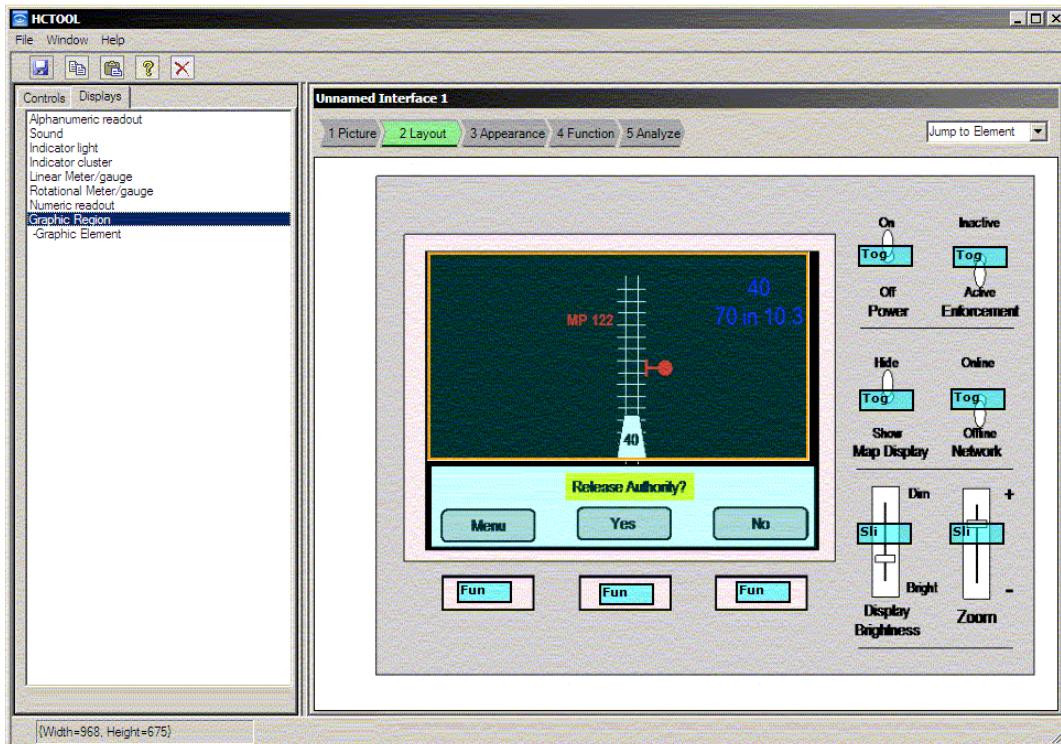 HCTOOL
File Window Help
Controls Displays
Alphanumeric readout
Sound
Indicator light
Indicator cluster
Linear Meter/gauge
Rotational Meter/gauge
Numeric readout
Graphic Region
-Graphic Element
Unnamed Interface 1
1 Picture 2 Layout 3 Appearance 4 Function 5 Analyze
Jump to Element
40
70 in 10.3
MP 122
40
Release Authority?
Menu Yes No
Fun Fun Fun
On Inactive
Tog Tog
Off Active
Power Enforcement
Hide Online
Tog Tog
Show Offline
Map Display Network
Dim +
Sli Sli
Bright -
Display
Brightness
Zoom
{Width=968, Height=675}